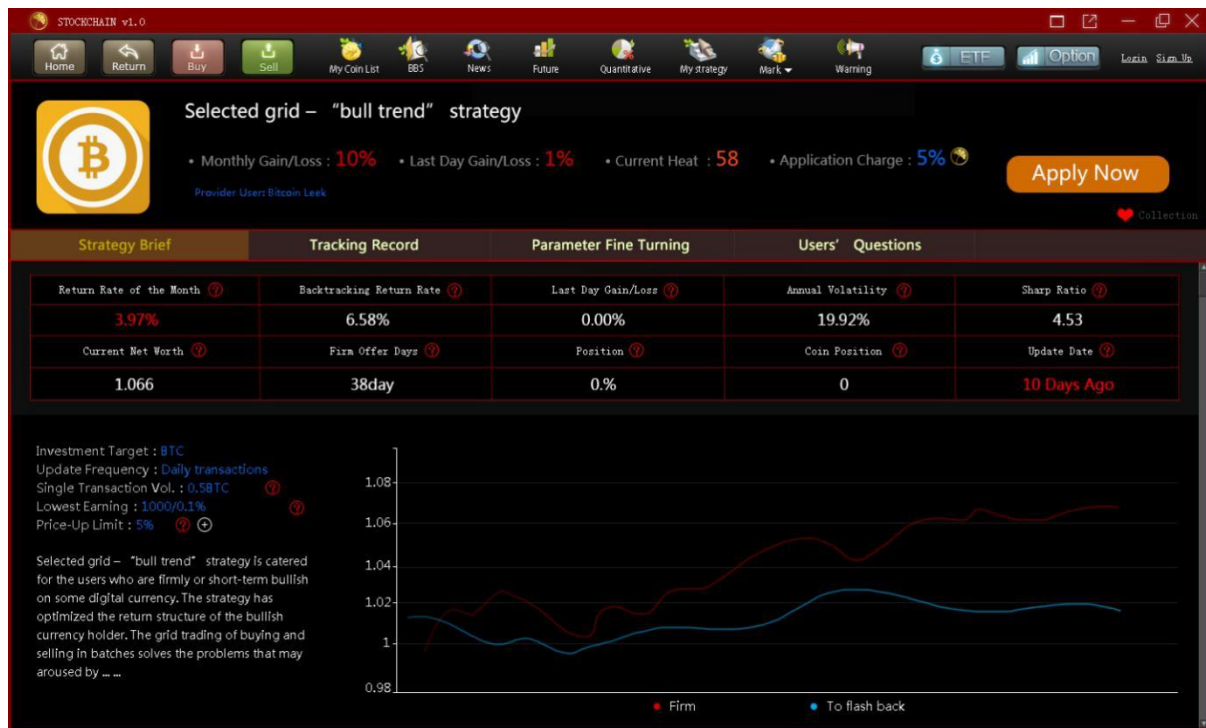 STOCKCHAIN v1.0
Home Return Buy Sell My Coin List BBS News Future Quantitative My strategy Mark Warning ETF Option Login Sign Up
Selected grid – “bull trend” strategy
• Monthly Gain/Loss : 10% • Last Day Gain/Loss : 1% • Current Heat : 58 • Application Charge : 5%
Apply Now
Provider User: Bitcoin Leek
Collection
Strategy Brief Tracking Record Parameter Fine Turning Users’ Questions
Return Rate of the Month ? Backtracking Return Rate ? Last Day Gain/Loss ? Annual Volatility ? Sharp Ratio ?
3.97% 6.58% 0.00% 19.92% 4.53
Current Net Worth ? Firm Offer Days ? Position ? Coin Position ? Update Date ?
1.066 38day 0.% 0 10 Days Ago
Investment Target : BTC
Update Frequency : Daily transactions
Single Transaction Vol. : 0.5BTC ?
Lowest Earning : 1000/0.1% ?
Price-Up Limit : 5% ?
Selected grid – “bull trend” strategy is catered
for the users who are firmly or short-term bullish
on some digital currency. The strategy has
optimized the return structure of the bullish
currency holder. The grid trading of buying and
selling in batches solves the problems that may
aroused by ... ...
1.08
1.06
1.04
1.02
1
0.98
Firm To flash back